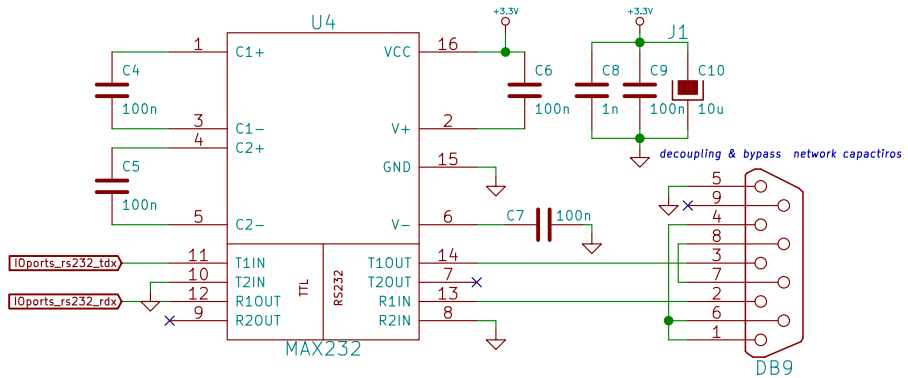 U4
+3.3V
+3.3V
J1
1 C1+ VCC 16
C4
100n
C6
100n
C8
1n
C9
100n
C10
10u
3 C1- V+ 2
4 C2+
GND 15
decoupling & bypass network capactiros
C5
100n
5 C2- V- 6
C7 100n
IOports_rs232_tdx 11 T1IN T1OUT 14
10 T2IN T2OUT 7
IOports_rs232_rdx 12 R1OUT R1IN 13
9 R2OUT R2IN 8
TTL
RS232
MAX232
5
9
4
8
3
7
2
6
1
DB9